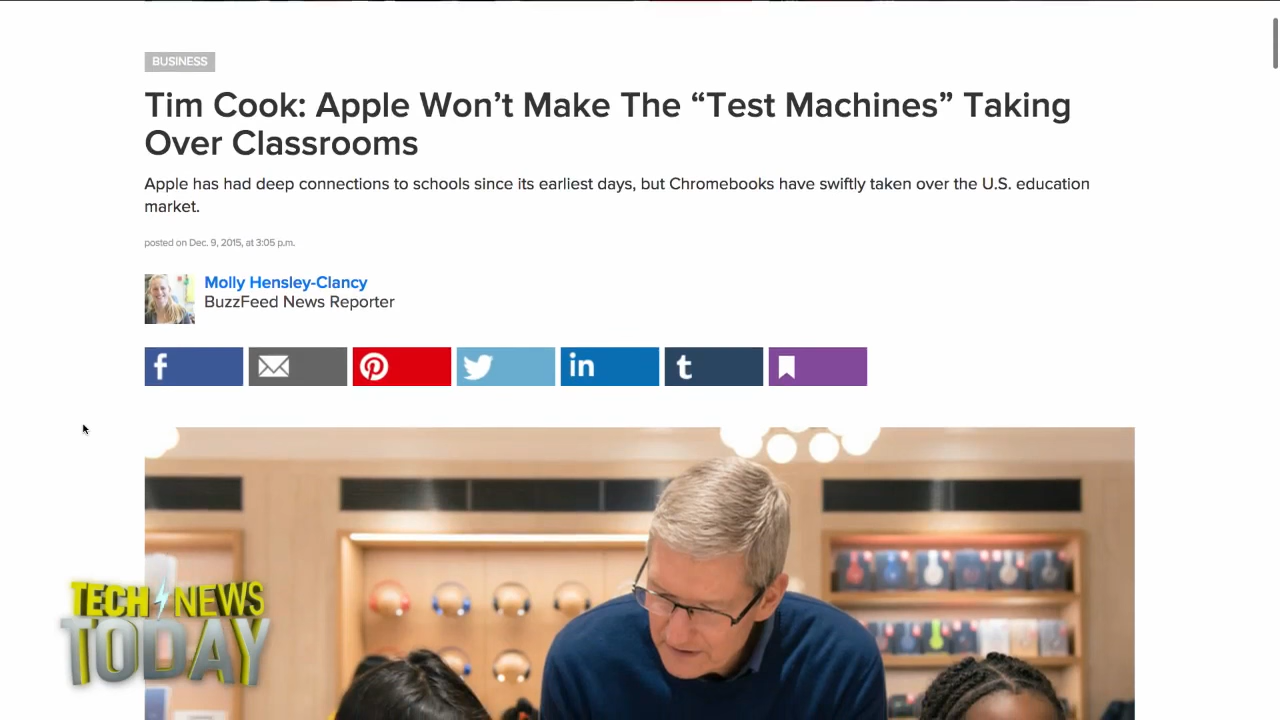 BUSINESS
Tim Cook: Apple Won’t Make The “Test Machines” Taking
Over Classrooms
Apple has had deep connections to schools since its earliest days, but Chromebooks have swiftly taken over the U.S. education
market.
posted on Dec. 9, 2015, at 3:05 p.m.
Molly Hensley-Clancy
BuzzFeed News Reporter
f
in
t
TECH NEWS
TODAY